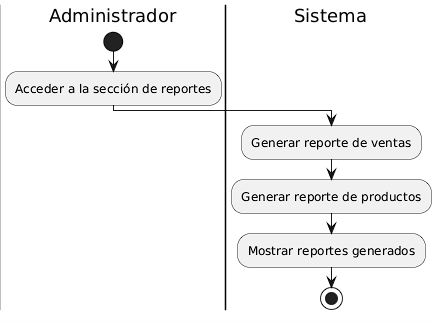 Administrador
Sistema
Acceder a la sección de reportes
Generar reporte de ventas
Generar reporte de productos
Mostrar reportes generados